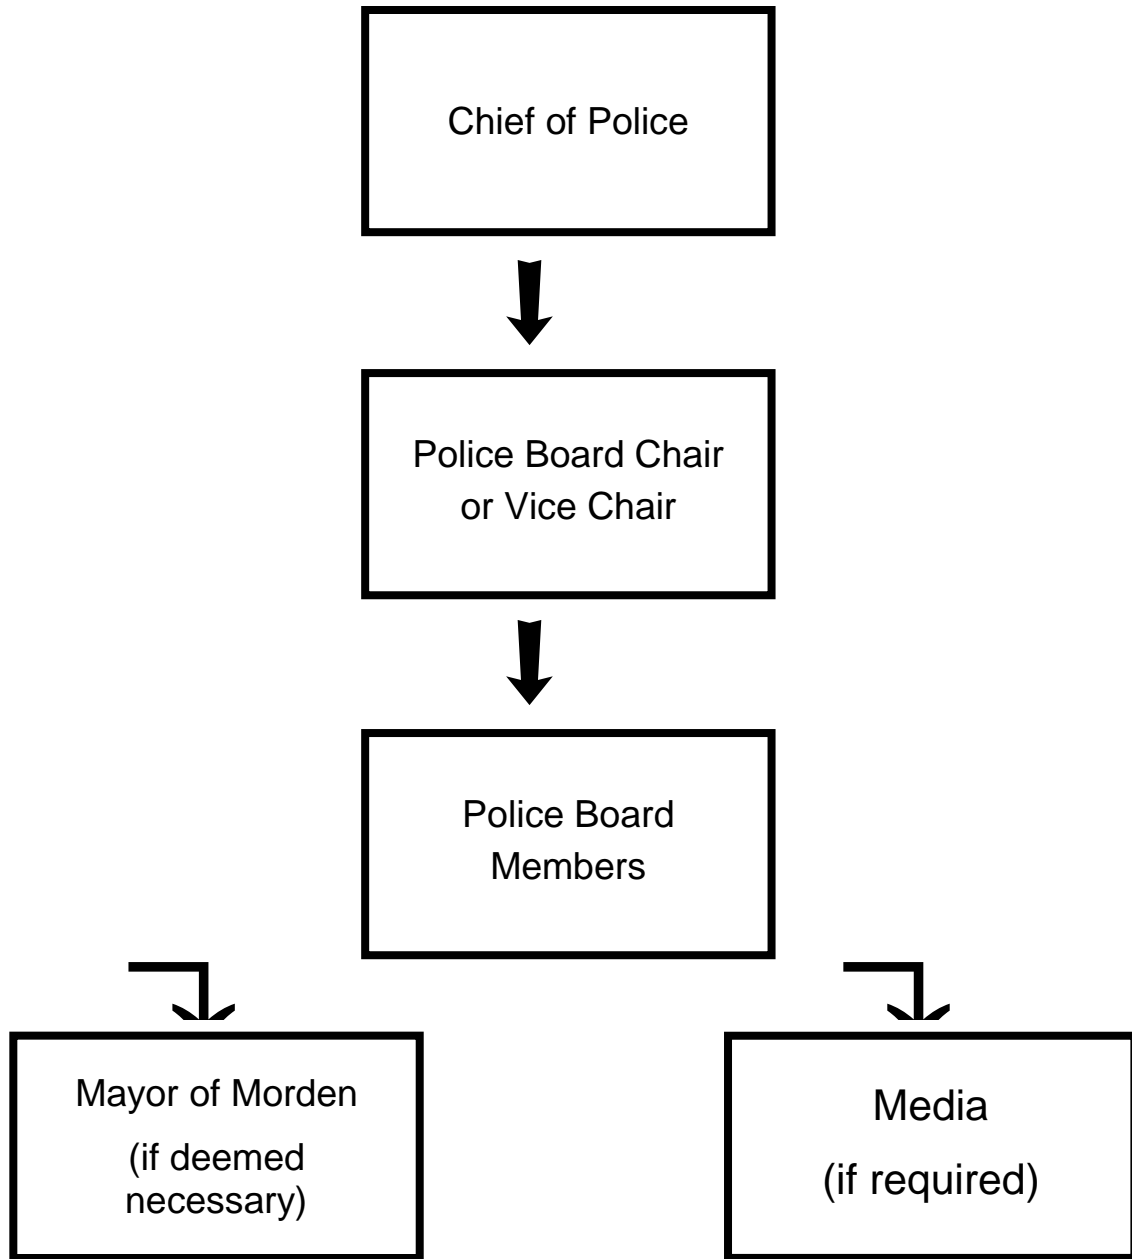 Chief of Police
Police Board Chair
or Vice Chair
Police Board
Members
Mayor of Morden
(if deemed
necessary)
Media
(if required)